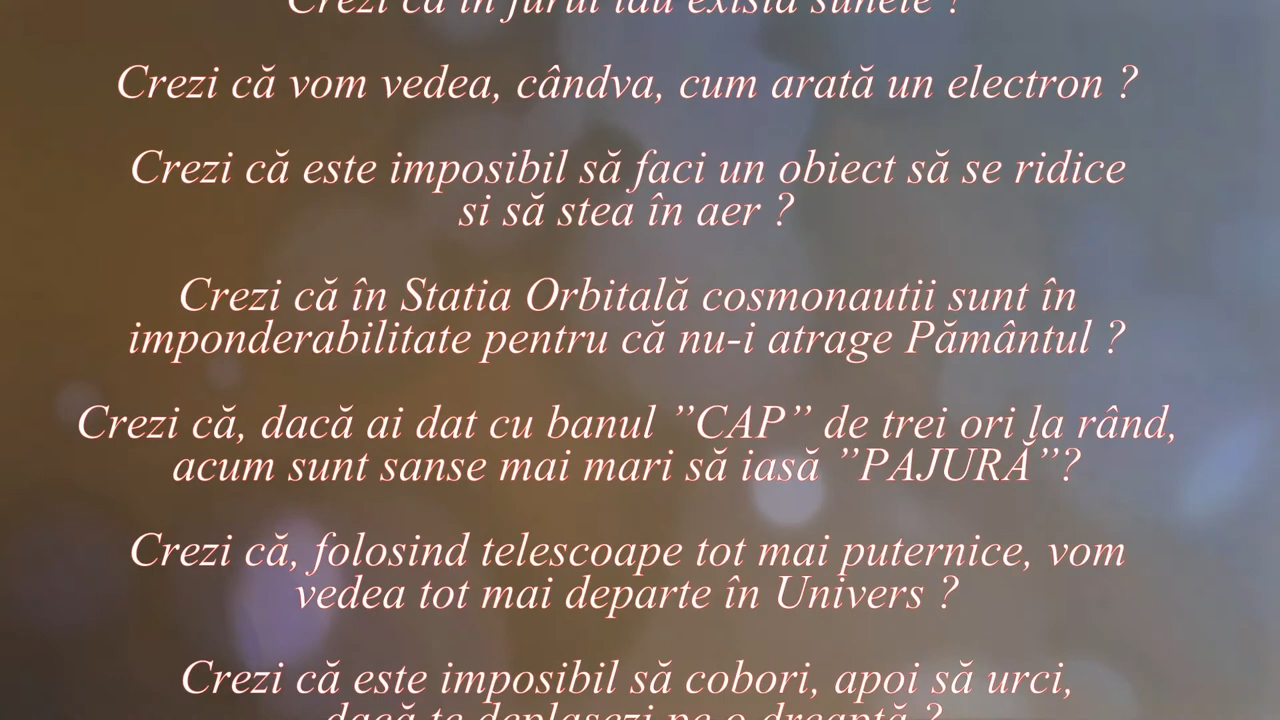 Crezi că în jurul tău există sunete ?
Crezi că vom vedea, cândva, cum arată un electron ?
Crezi că este imposibil să faci un obiect să se ridice
si să stea în aer ?
Crezi că în Statia Orbitală cosmonautii sunt în
imponderabilitate pentru că nu-i atrage Pământul ?
Crezi că, dacă ai dat cu banul ”CAP” de trei ori la rând,
acum sunt sanse mai mari să iasă ”PAJURĂ”?
Crezi că, folosind telescoape tot mai puternice, vom
vedea tot mai departe în Univers ?
Crezi că este imposibil să cobori, apoi să urci,
dacă te deplasezi pe o dreaptă ?